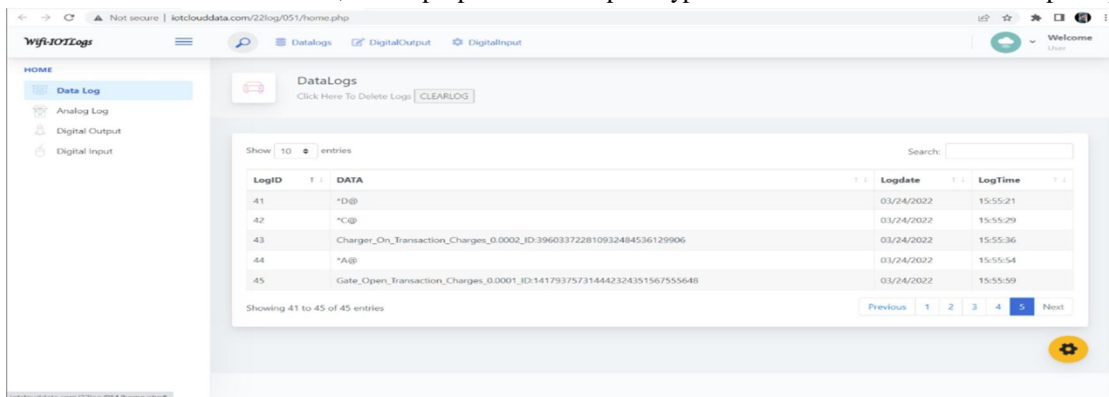 Not secure | iotclouddata.com/22log/051/home.php
Wifi-IOTLogs
Datalogs DigitalOutput DigitalInput
Welcome
User
HOME
Data Log
Analog Log
Digital Output
Digital Input
DataLogs
Click Here To Delete Logs CLEARLOG
Show 10 entries Search:
LogID DATA Logdate LogTime
41 *D@ 03/24/2022 15:55:21
42 *C@ 03/24/2022 15:55:29
43 Charger_On_Transaction_Charges_0.0002_ID:396033722810932484536129906 03/24/2022 15:55:36
44 *A@ 03/24/2022 15:55:54
45 Gate_Open_Transaction_Charges_0.0001_ID:141793757314442324351567555648 03/24/2022 15:55:59
Showing 41 to 45 of 45 entries Previous 1 2 3 4 5 Next